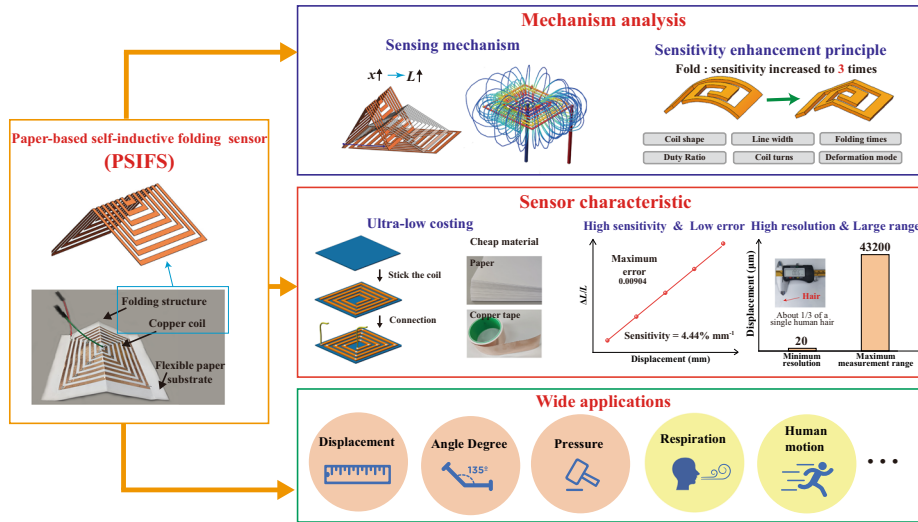 Paper-based self-inductive folding sensor
(PSIFS)
Folding structure
Copper coil
Flexible paper
substrate
Mechanism analysis
Sensing mechanism
x↑ → L↑
Sensitivity enhancement principle
Fold : sensitivity increased to 3 times
Coil shape
Line width
Folding times
Duty Ratio
Coil turns
Deformation mode
Sensor characteristic
Ultra-low costing
Stick the coil
Connection
Cheap material
Paper
Copper tape
High sensitivity & Low error
ΔL/L
Maximum
error
0.00904
Sensitivity = 4.44% mm⁻¹
Displacement (mm)
High resolution & Large range
Displacement (μm)
43200
Hair
About 1/3 of a
single human hair
20
Minimum
resolution
Maximum
measurement range
Wide applications
Displacement
Angle Degree
135º
Pressure
Respiration
Human
motion
•••